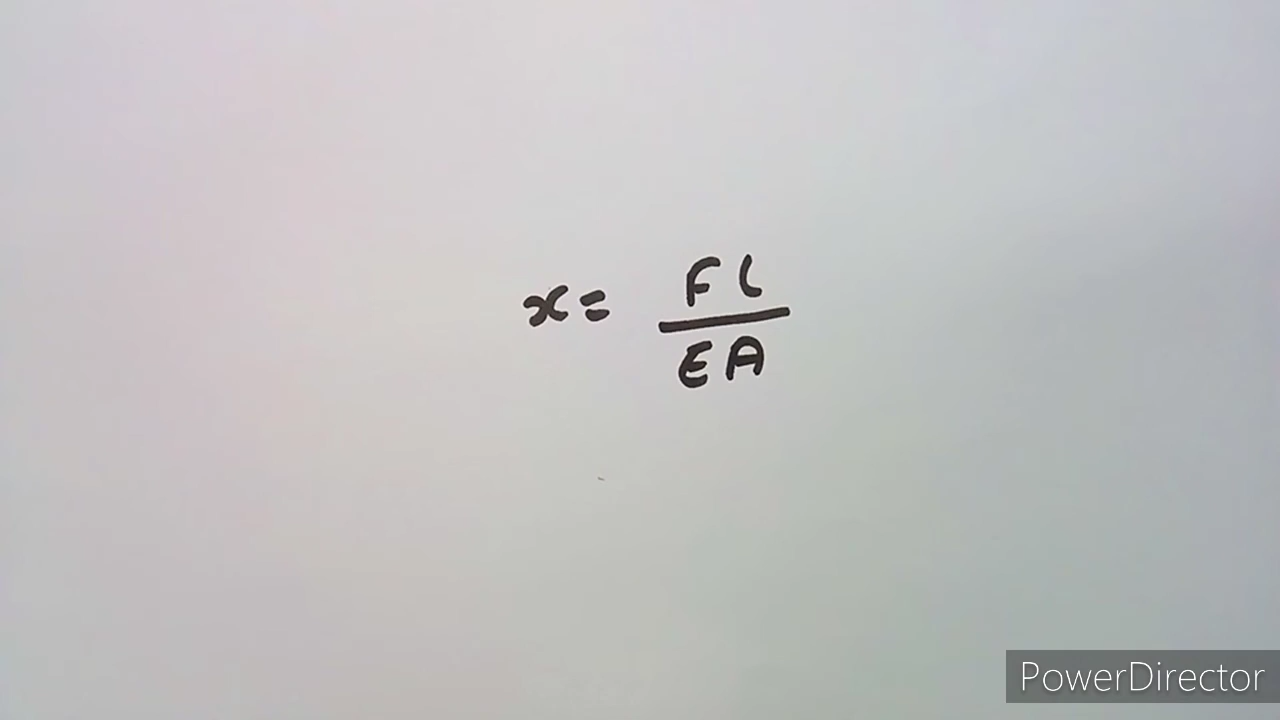 x = Fl / EA
PowerDirector